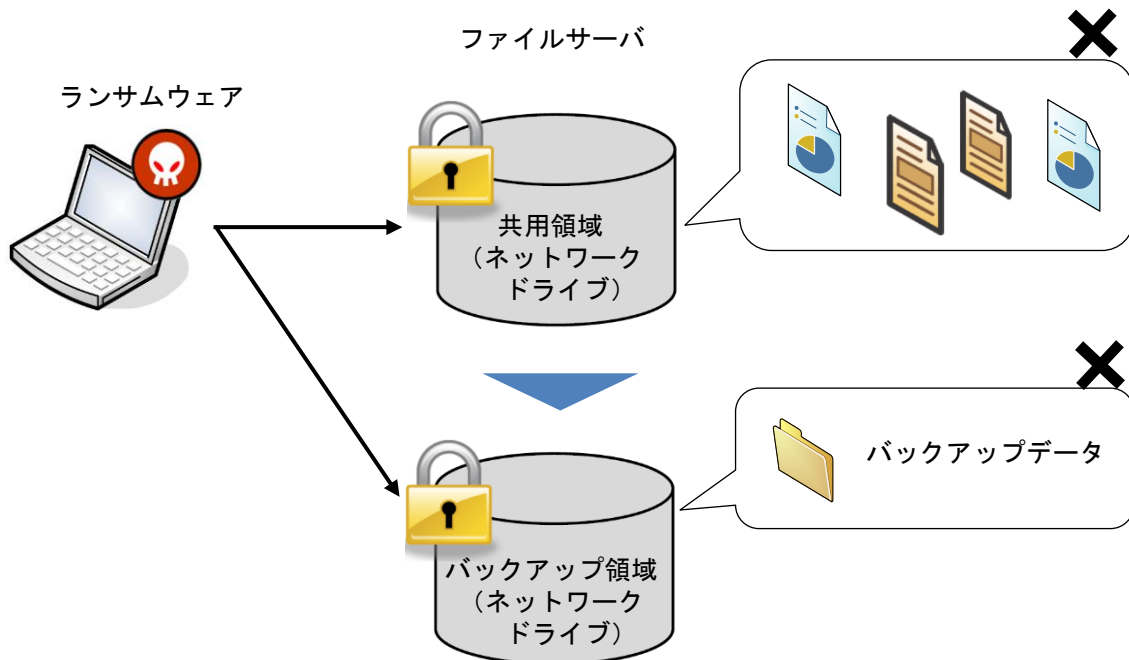 ファイルサーバ
ランサムウェア
共用領域
（ネットワーク
ドライブ）
バックアップデータ
バックアップ領域
（ネットワーク
ドライブ）